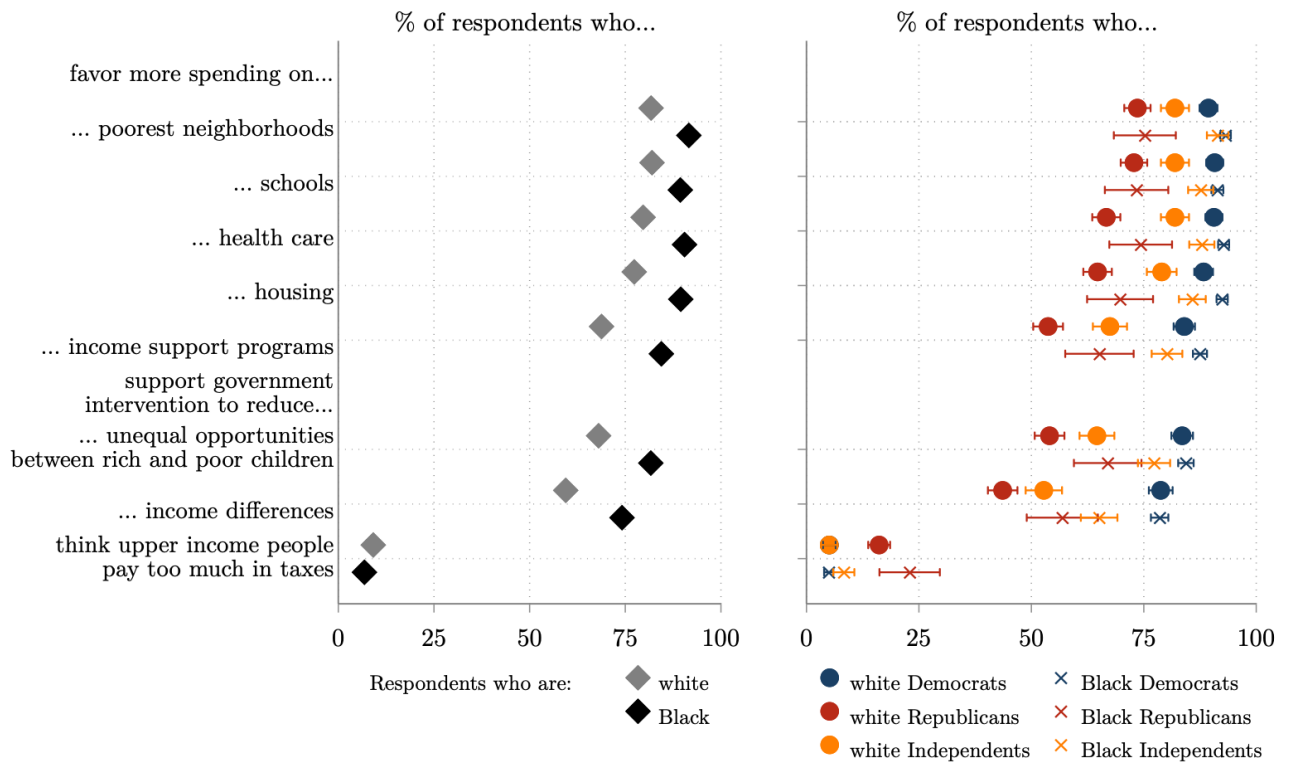 % of respondents who...
% of respondents who...
favor more spending on...
... poorest neighborhoods
... schools
... health care
... housing
... income support programs
support government
intervention to reduce...
... unequal opportunities
between rich and poor children
... income differences
think upper income people
pay too much in taxes
0 25 50 75 100
0 25 50 75 100
Respondents who are:
white
Black
white Democrats
Black Democrats
white Republicans
Black Republicans
white Independents
Black Independents